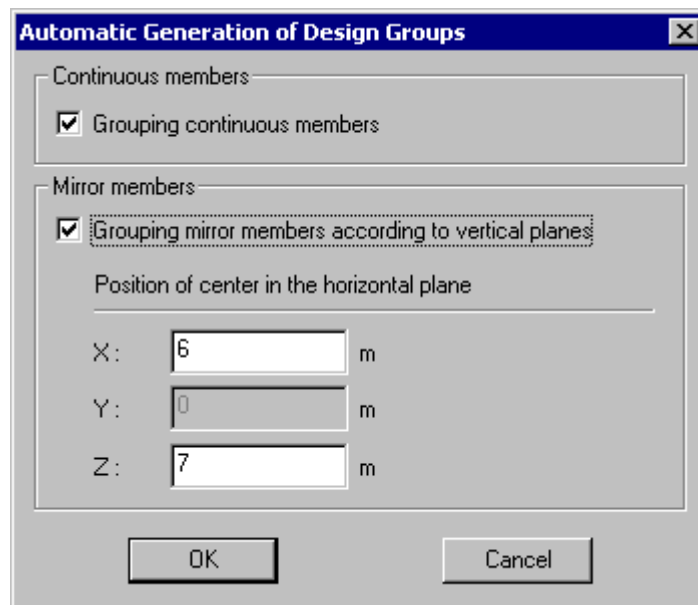 Automatic Generation of Design Groups
Continuous members
Grouping continuous members
Mirror members
Grouping mirror members according to vertical planes
Position of center in the horizontal plane
X: 6 m
Y: 0 m
Z: 7 m
OK Cancel